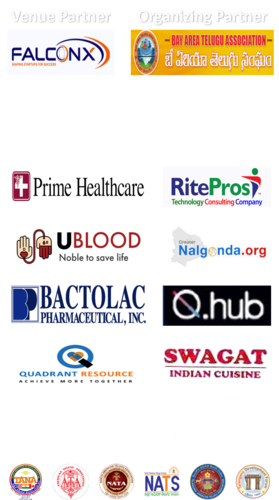 Venue Partner
Organizing Partner
FALCONX
BAY AREA TELUGU ASSOCIATION
బే ఏరియా తెలుగు సంఘం
Prime Healthcare
RitePros
Technology Consulting Company
UBLOOD
Noble to save life
Greater
Nalgonda.org
BACTOLAC
PHARMACEUTICAL, INC.
Q.hub
QUADRANT RESOURCE
ACHIEVE MORE TOGETHER
SWAGAT
INDIAN CUISINE
TANA
NATA
NATS